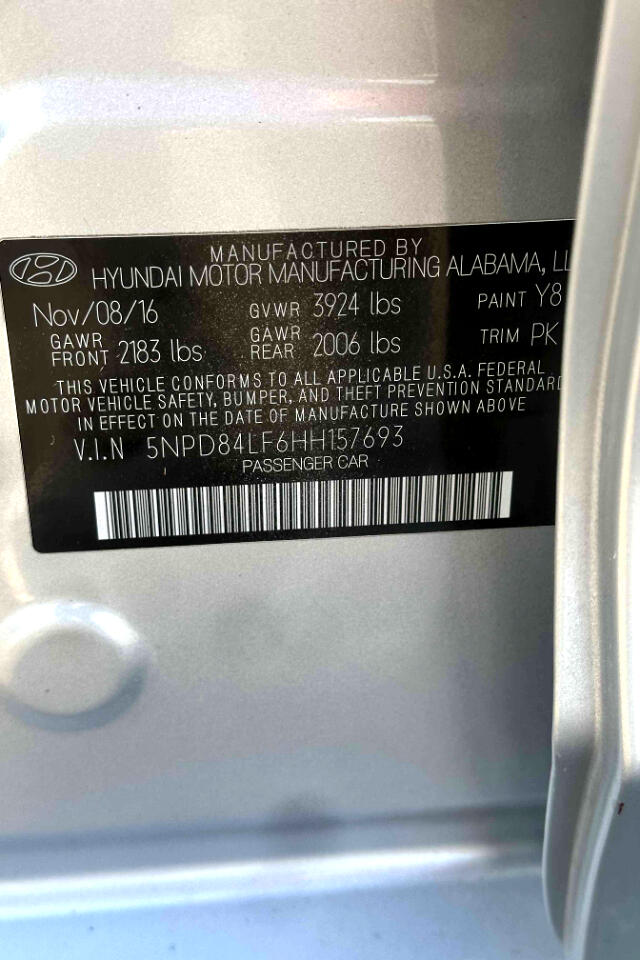 MANUFACTURED BY
HYUNDAI MOTOR MANUFACTURING ALABAMA, LL
Nov/08/16 GVWR 3924 lbs PAINT Y8
GAWR FRONT 2183 lbs GAWR REAR 2006 lbs TRIM PK
THIS VEHICLE CONFORMS TO ALL APPLICABLE U.S.A. FEDERAL
MOTOR VEHICLE SAFETY, BUMPER, AND THEFT PREVENTION STANDARD
IN EFFECT ON THE DATE OF MANUFACTURE SHOWN ABOVE
V.I.N 5NPD84LF6HH157693
PASSENGER CAR